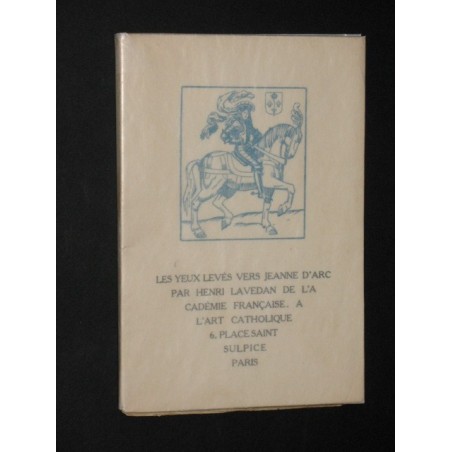 LES YEUX LEVÉS VERS JEANNE D'ARC
PAR HENRI LAVEDAN DE L'A
CADÉMIE FRANÇAISE. A
L'ART CATHOLIQUE
6, PLACE SAINT
SULPICE
PARIS